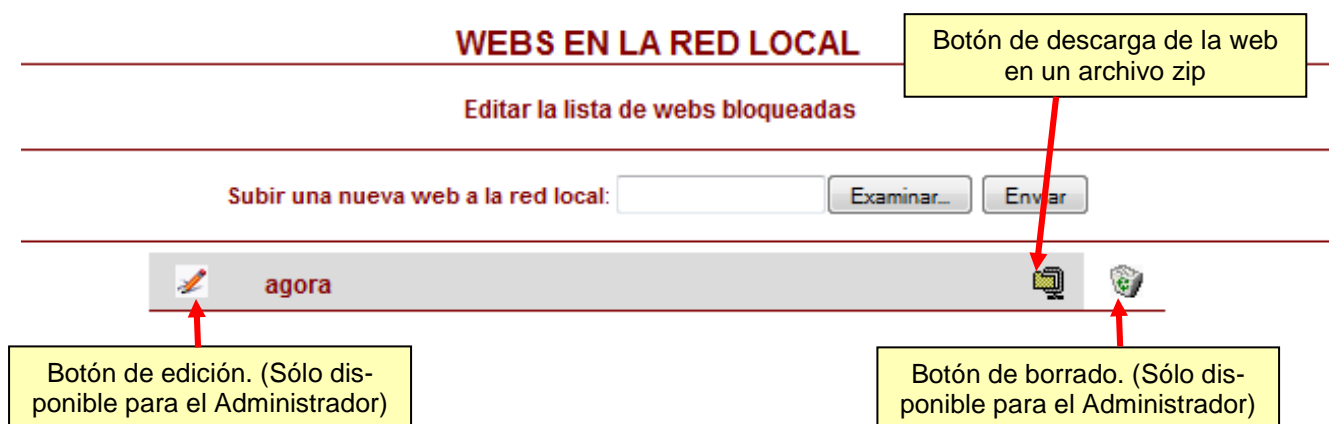 WEBS EN LA RED LOCAL
Botón de descarga de la web
en un archivo zip
Editar la lista de webs bloqueadas
Subir una nueva web a la red local:
Examinar...
Enviar
agora
Botón de edición. (Sólo dis-
ponible para el Administrador)
Botón de borrado. (Sólo dis-
ponible para el Administrador)